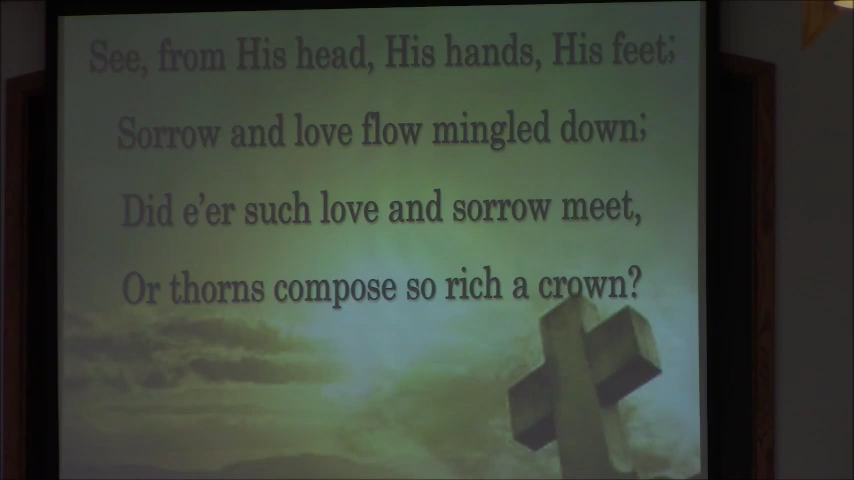 See, from His head, His hands, His feet;
Sorrow and love flow mingled down;
Did e'er such love and sorrow meet,
Or thorns compose so rich a crown?